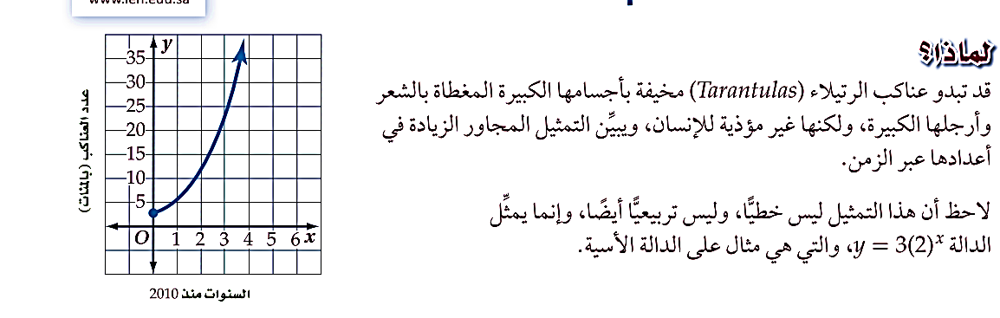 www.ien.edu.sa
لماذا؟
قد تبدو عناكب الرتيلاء (Tarantulas) مخيفة بأجسامها الكبيرة المغطاة بالشعر
وأرجلها الكبيرة، ولكنها غير مؤذية للإنسان، ويبيِّن التمثيل المجاور الزيادة في
أعدادها عبر الزمن.
لاحظ أن هذا التمثيل ليس خطيًّا، وليس تربيعيًّا أيضًا، وإنما يمثِّل
الدالة y = 3(2)^x، والتي هي مثال على الدالة الأسية.
y
35
30
25
20
15
10
5
O 1 2 3 4 5 6 x
عدد العناكب (بالمئات)
السنوات منذ 2010